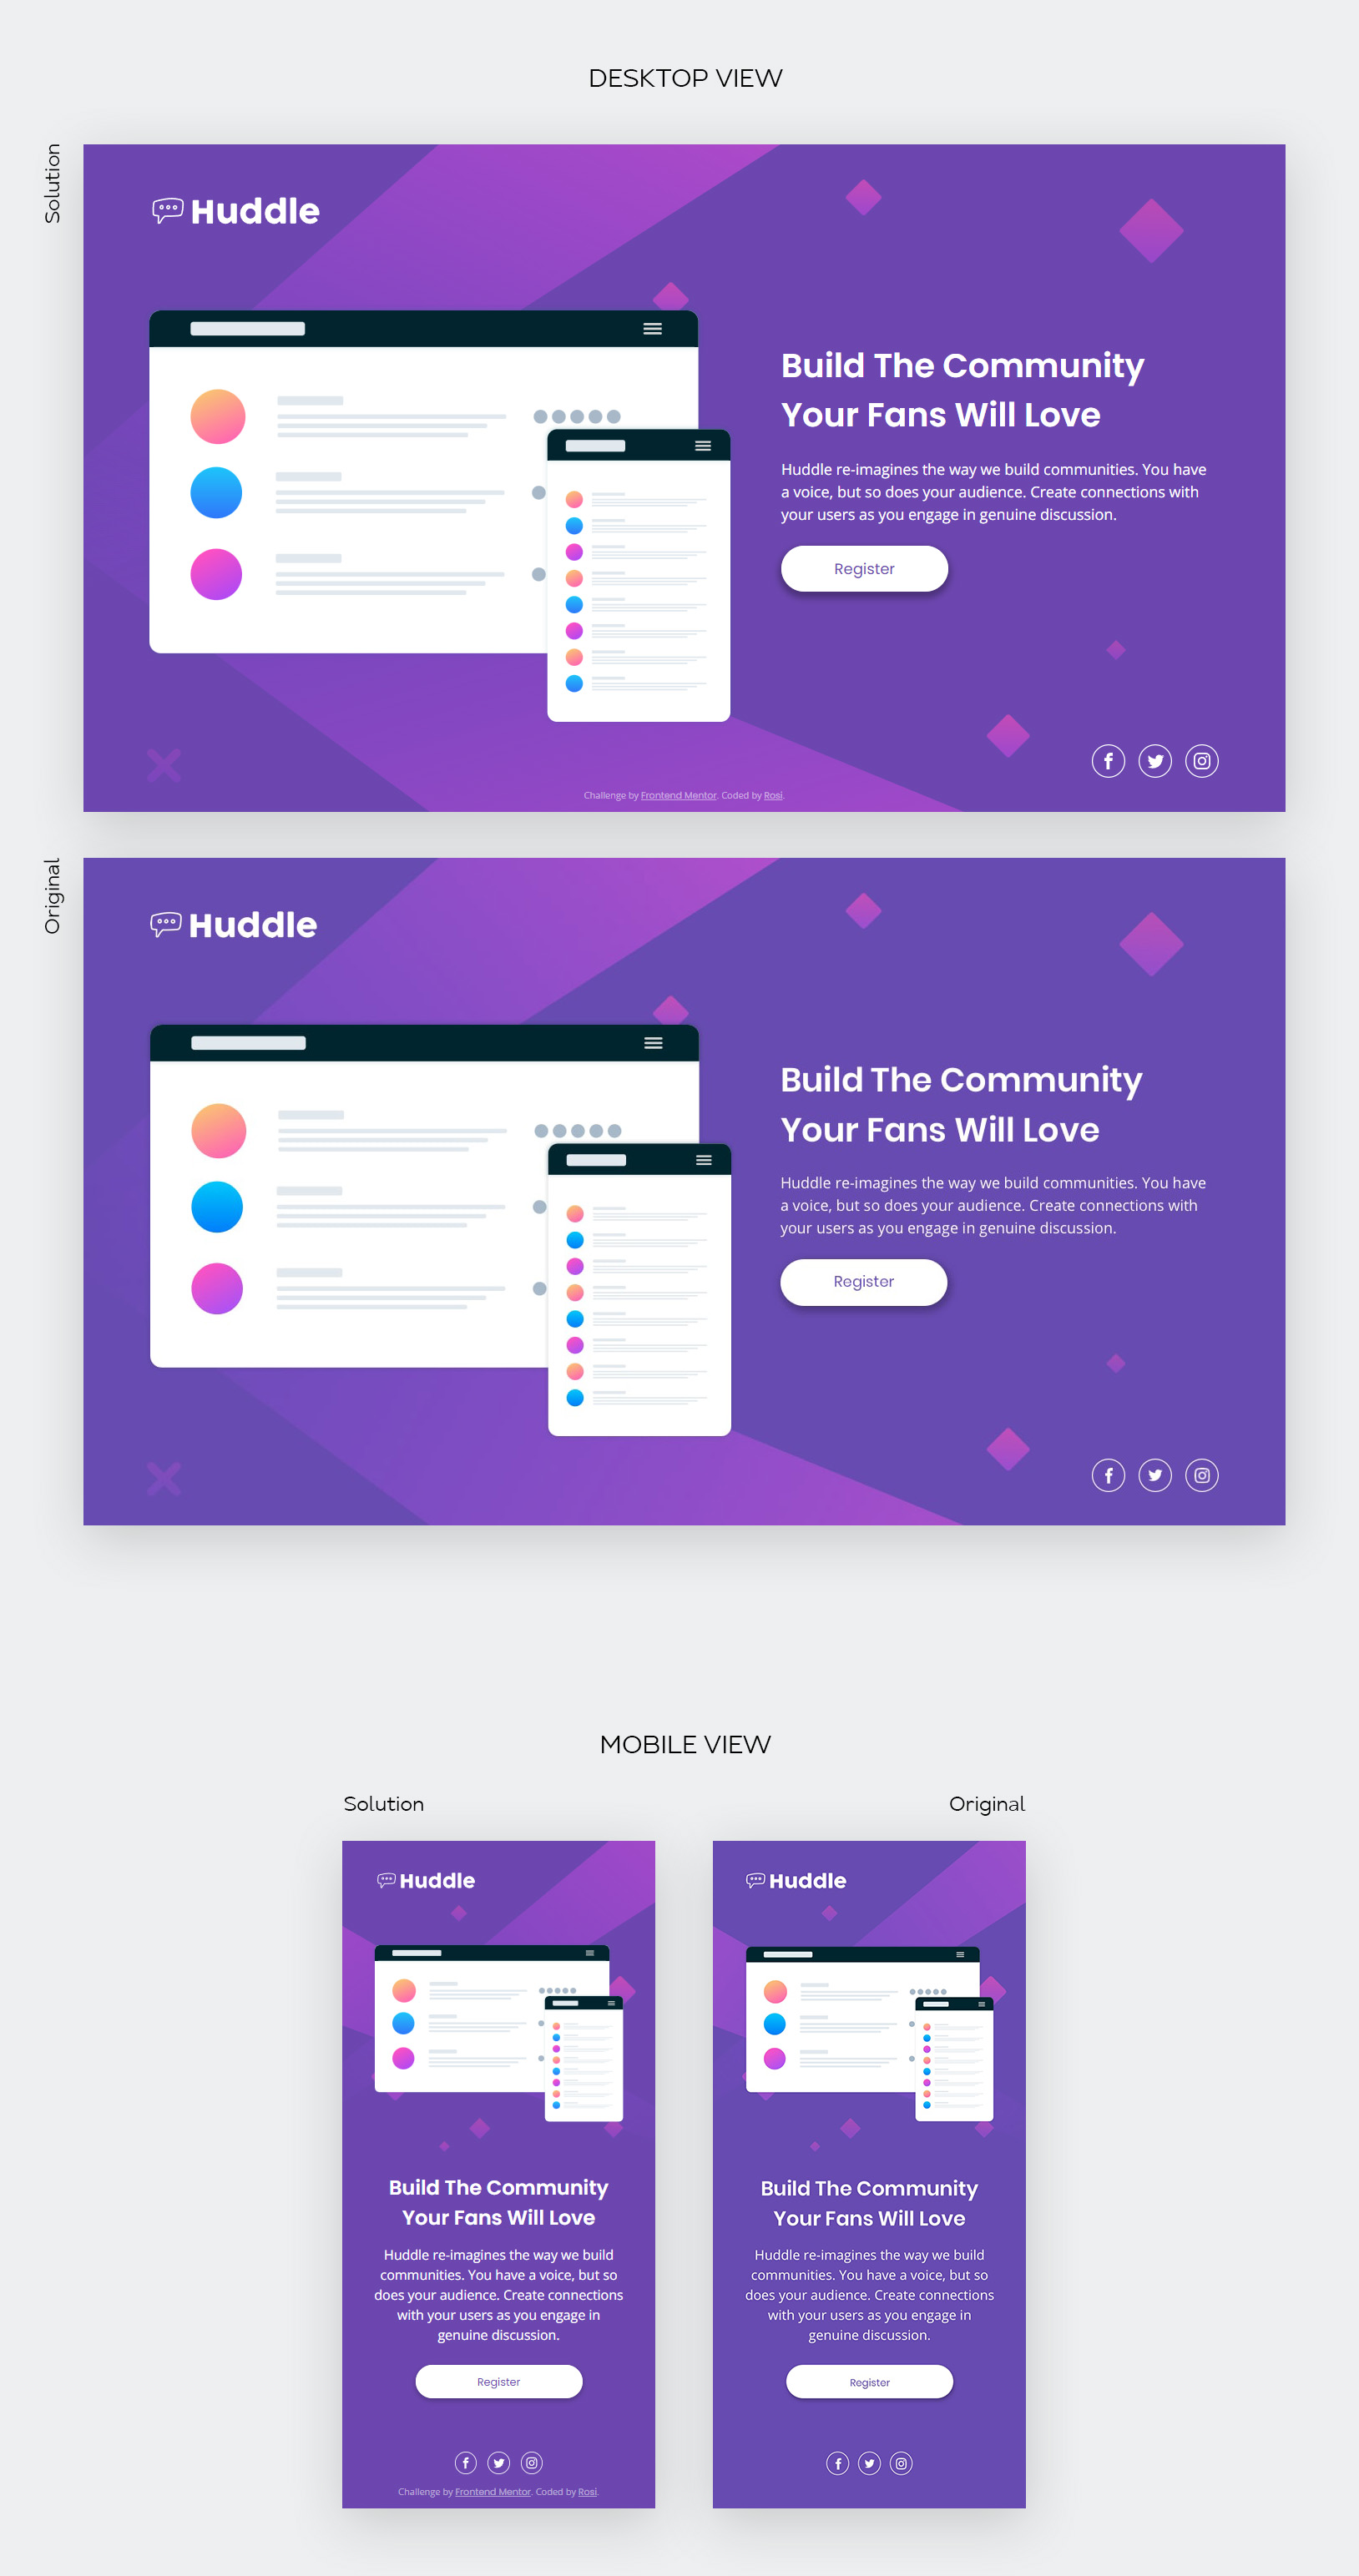 DESKTOP VIEW
Solution
Huddle
Build The Community
Your Fans Will Love
Huddle re-imagines the way we build communities. You have
a voice, but so does your audience. Create connections with
your users as you engage in genuine discussion.
Register
Challenge by Frontend Mentor. Coded by Rosi.
Original
Huddle
Build The Community
Your Fans Will Love
Huddle re-imagines the way we build communities. You have
a voice, but so does your audience. Create connections with
your users as you engage in genuine discussion.
Register
MOBILE VIEW
Solution
Huddle
Build The Community
Your Fans Will Love
Huddle re-imagines the way we build
communities. You have a voice, but so
does your audience. Create connections
with your users as you engage in
genuine discussion.
Register
Challenge by Frontend Mentor. Coded by Rosi.
Original
Huddle
Build The Community
Your Fans Will Love
Huddle re-imagines the way we build
communities. You have a voice, but so
does your audience. Create connections
with your users as you engage in
genuine discussion.
Register